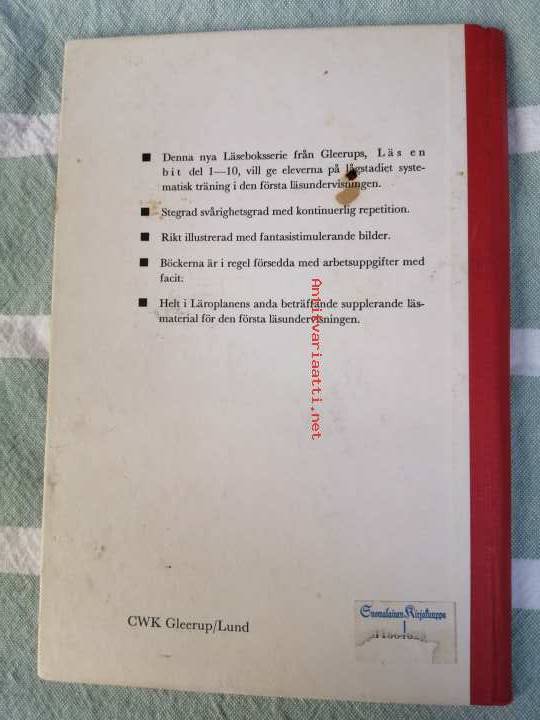 ■ Denna nya Läseboksserie från Gleerups, Läs en
bit del 1—10, vill ge eleverna på lågstadiet syste-
matisk träning i den första läsundervisningen.
■ Stegrad svårighetsgrad med kontinuerlig repetition.
■ Rikt illustrerad med fantasistimulerande bilder.
■ Böckerna är i regel försedda med arbetsuppgifter med
facit.
■ Helt i Läroplanens anda beträffande supplerande läs-
material för den första läsundervisningen.
Antikvariaatti.net
CWK Gleerup/Lund
Suomalainen Kirjakauppa